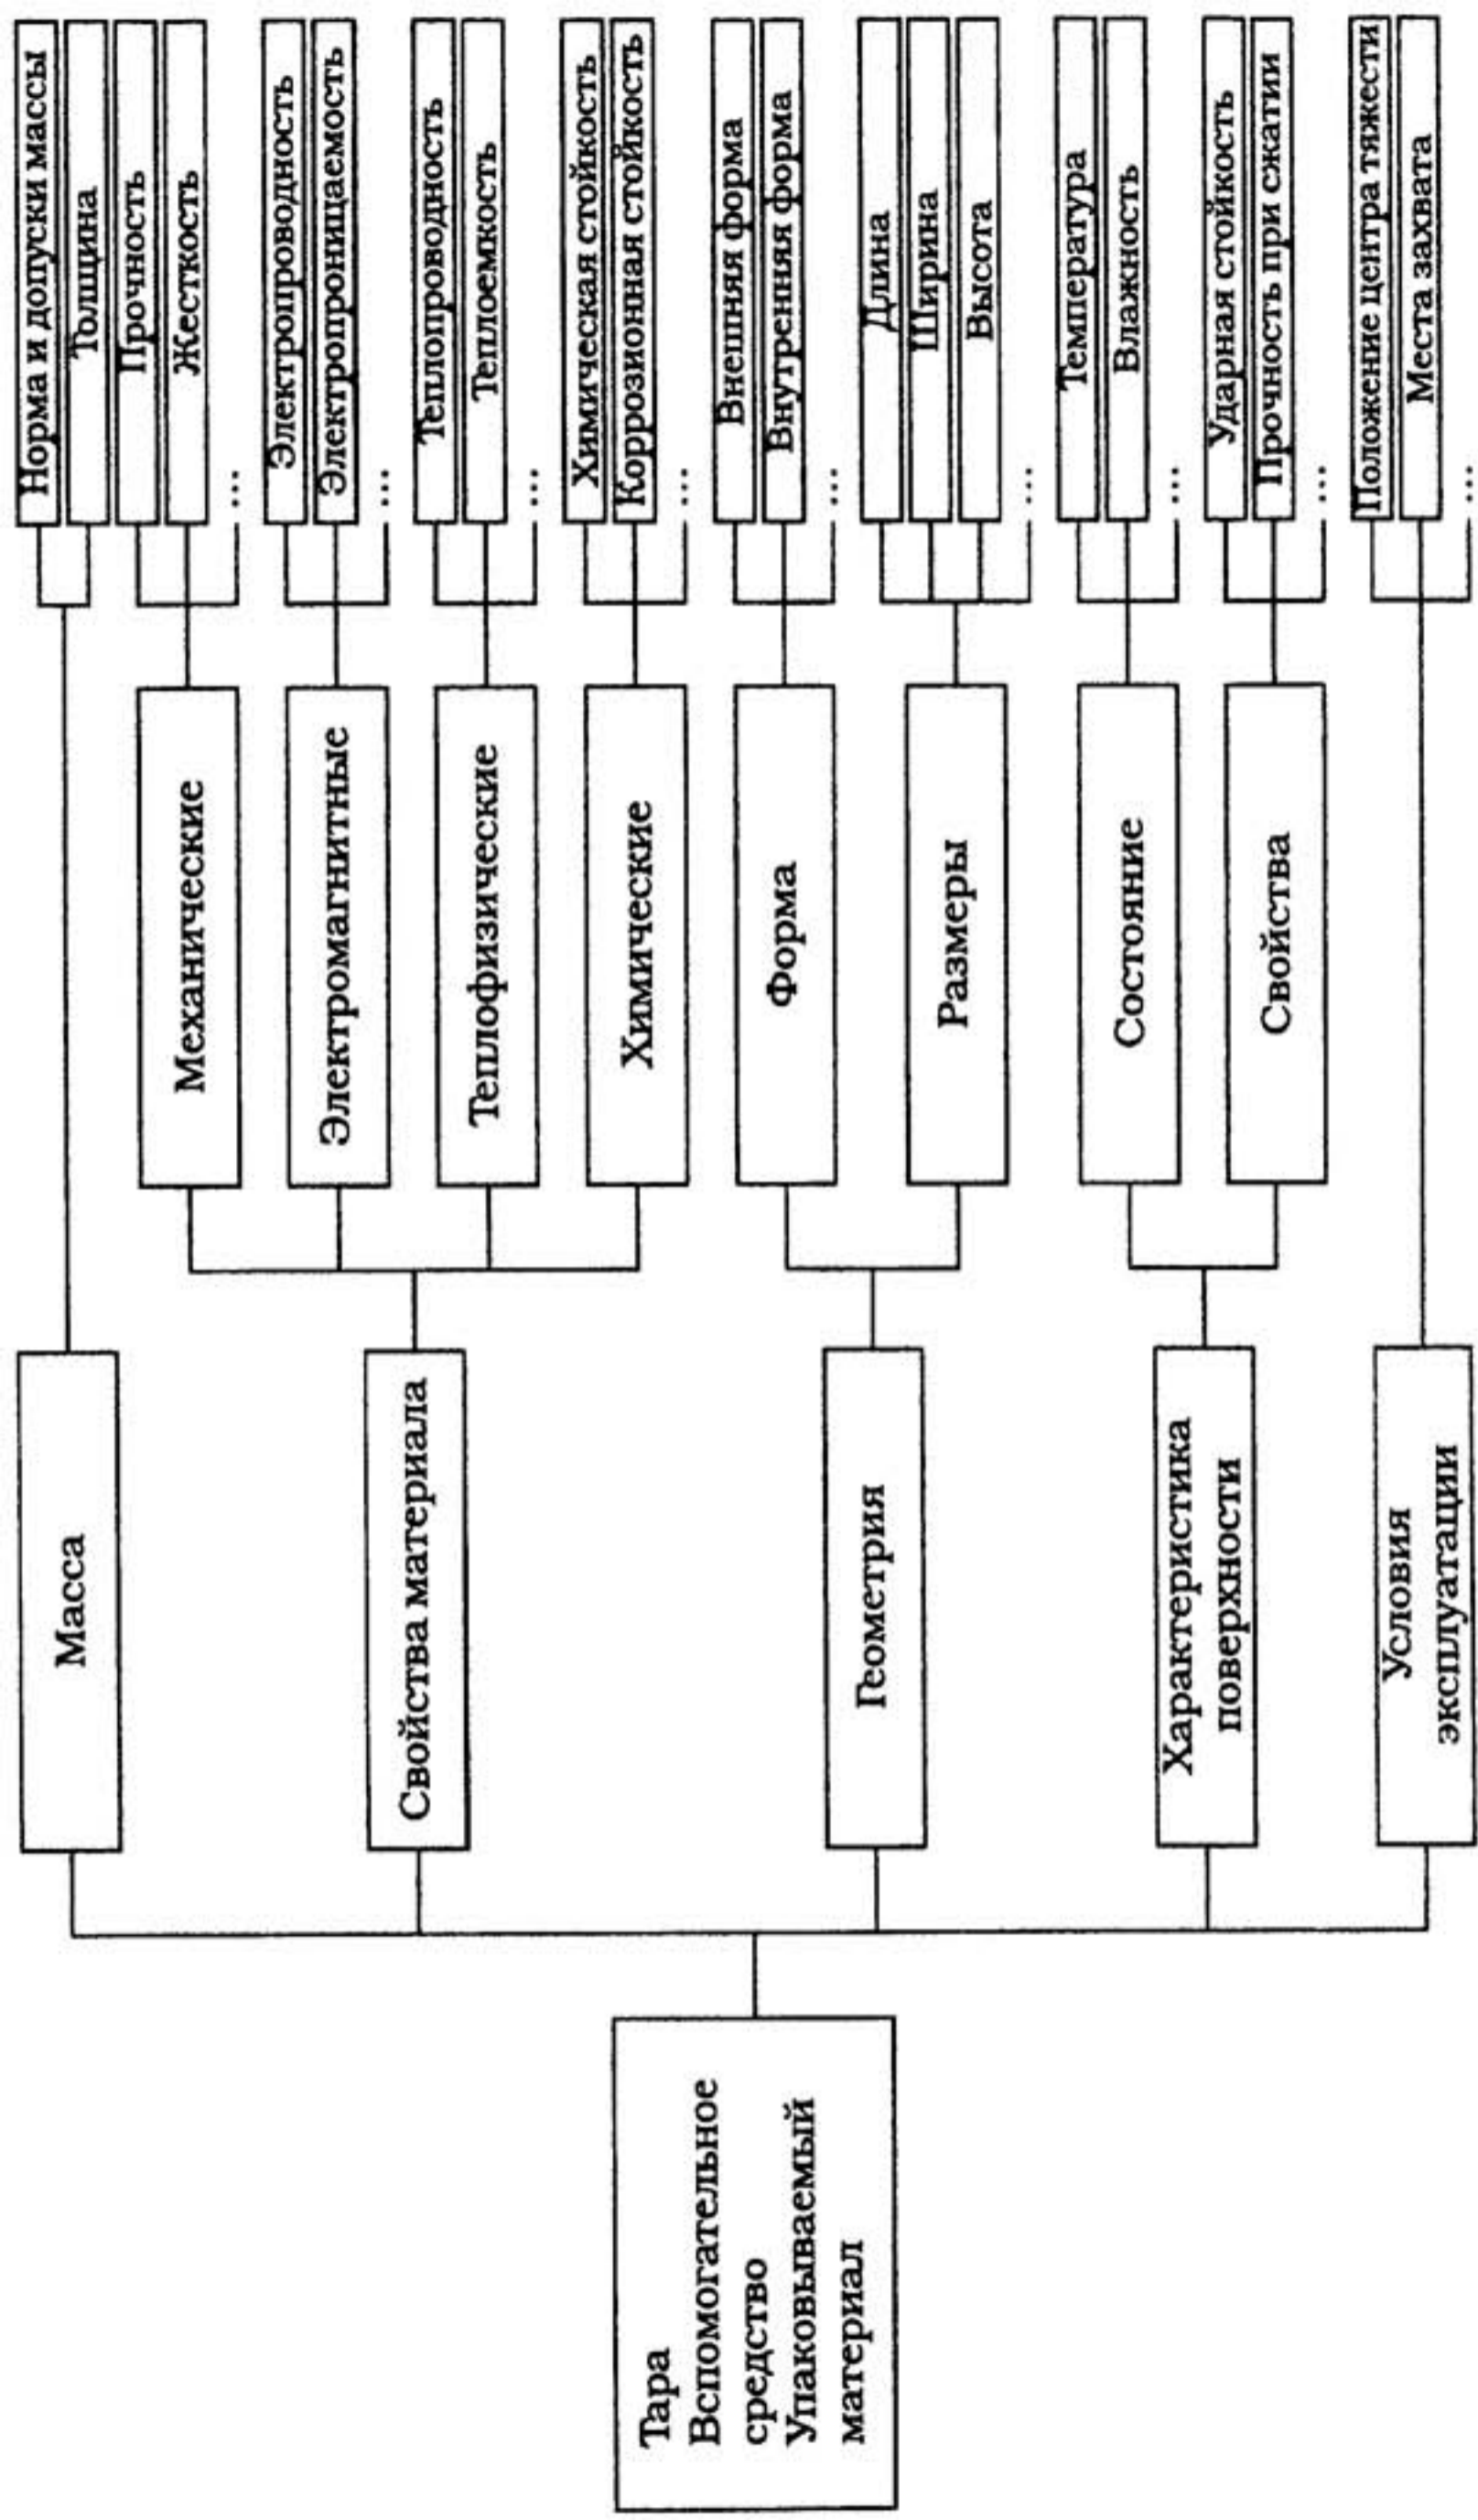 Тара
Вспомогательное
средство
Упаковываемый
материал
Масса
Свойства материала
Геометрия
Характеристика
поверхности
Условия
эксплуатации
Механические
Электромагнитные
Теплофизические
Химические
Форма
Размеры
Состояние
Свойства
Норма и допуски массы
Толщина
Прочность
Жесткость
...
Электропроводность
Электропроницаемость
...
Теплопроводность
Теплоемкость
...
Химическая стойкость
Коррозионная стойкость
...
Внешняя форма
Внутренняя форма
...
Длина
Ширина
Высота
...
Температура
Влажность
...
Ударная стойкость
Прочность при сжатии
...
Положение центра тяжести
Места захвата
...